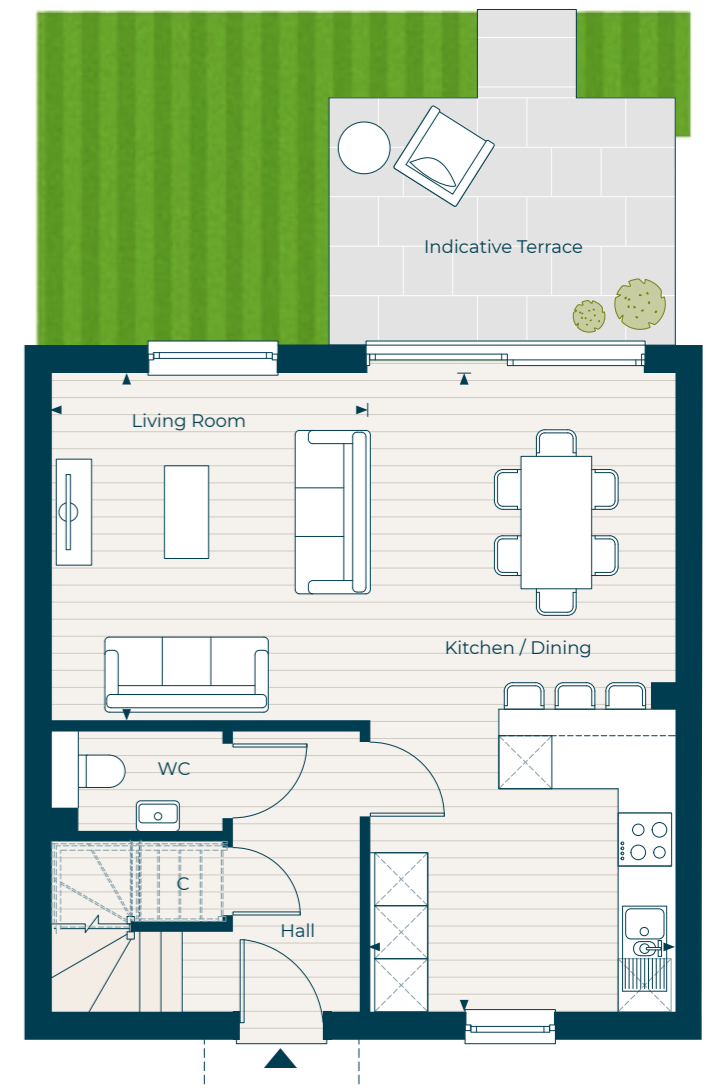 Indicative Terrace
Living Room
Kitchen / Dining
WC
C
Hall